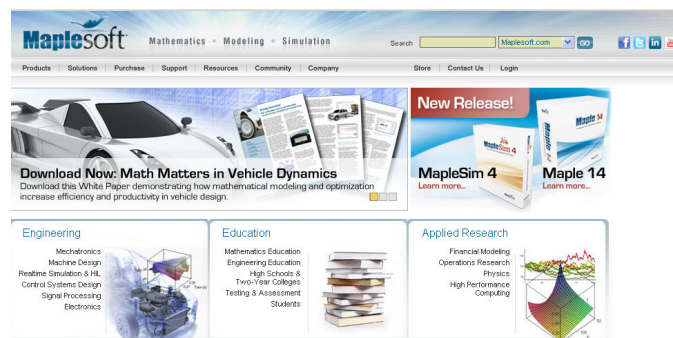 Maplesoft
Mathematics • Modeling • Simulation
Search
Maplesoft.com
GO
Products Solutions Purchase Support Resources Community Company Store Contact Us Login
Download Now: Math Matters in Vehicle Dynamics
Download this White Paper demonstrating how mathematical modeling and optimization
increase efficiency and productivity in vehicle design.
New Release!
MapleSim 4
Maple 14
MapleSim 4
Learn more...
Maple 14
Learn more...
Engineering
Mechatronics
Machine Design
Realtime Simulation & HIL
Control Systems Design
Signal Processing
Electronics
Education
Mathematics Education
Engineering Education
High Schools &
Two-Year Colleges
Testing & Assessment
Students
Applied Research
Financial Modeling
Operations Research
Physics
High Performance
Computing